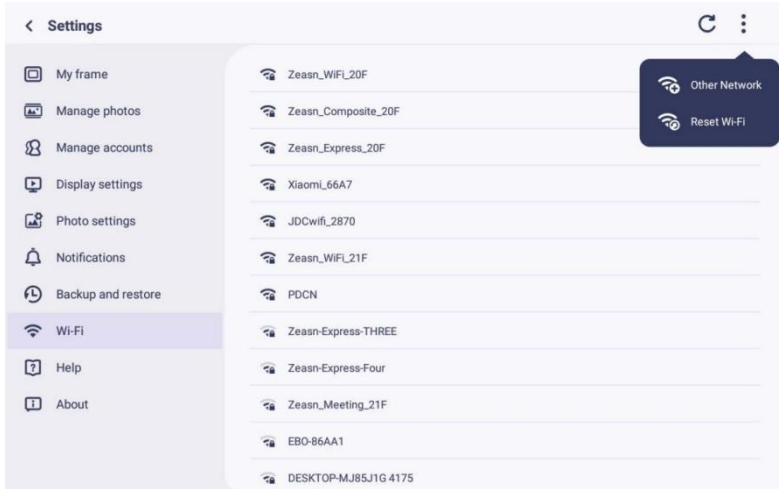 Settings
My frame
Manage photos
Manage accounts
Display settings
Photo settings
Notifications
Backup and restore
Wi-Fi
Help
About
Zeasn_WiFi_20F
Zeasn_Composite_20F
Zeasn_Express_20F
Xiaomi_66A7
JDCwifi_2870
Zeasn_WiFi_21F
PDCN
Zeasn-Express-THREE
Zeasn-Express-Four
Zeasn_Meeting_21F
EBO-86AA1
DESKTOP-MJ85J1G 4175
Other Network
Reset Wi-Fi